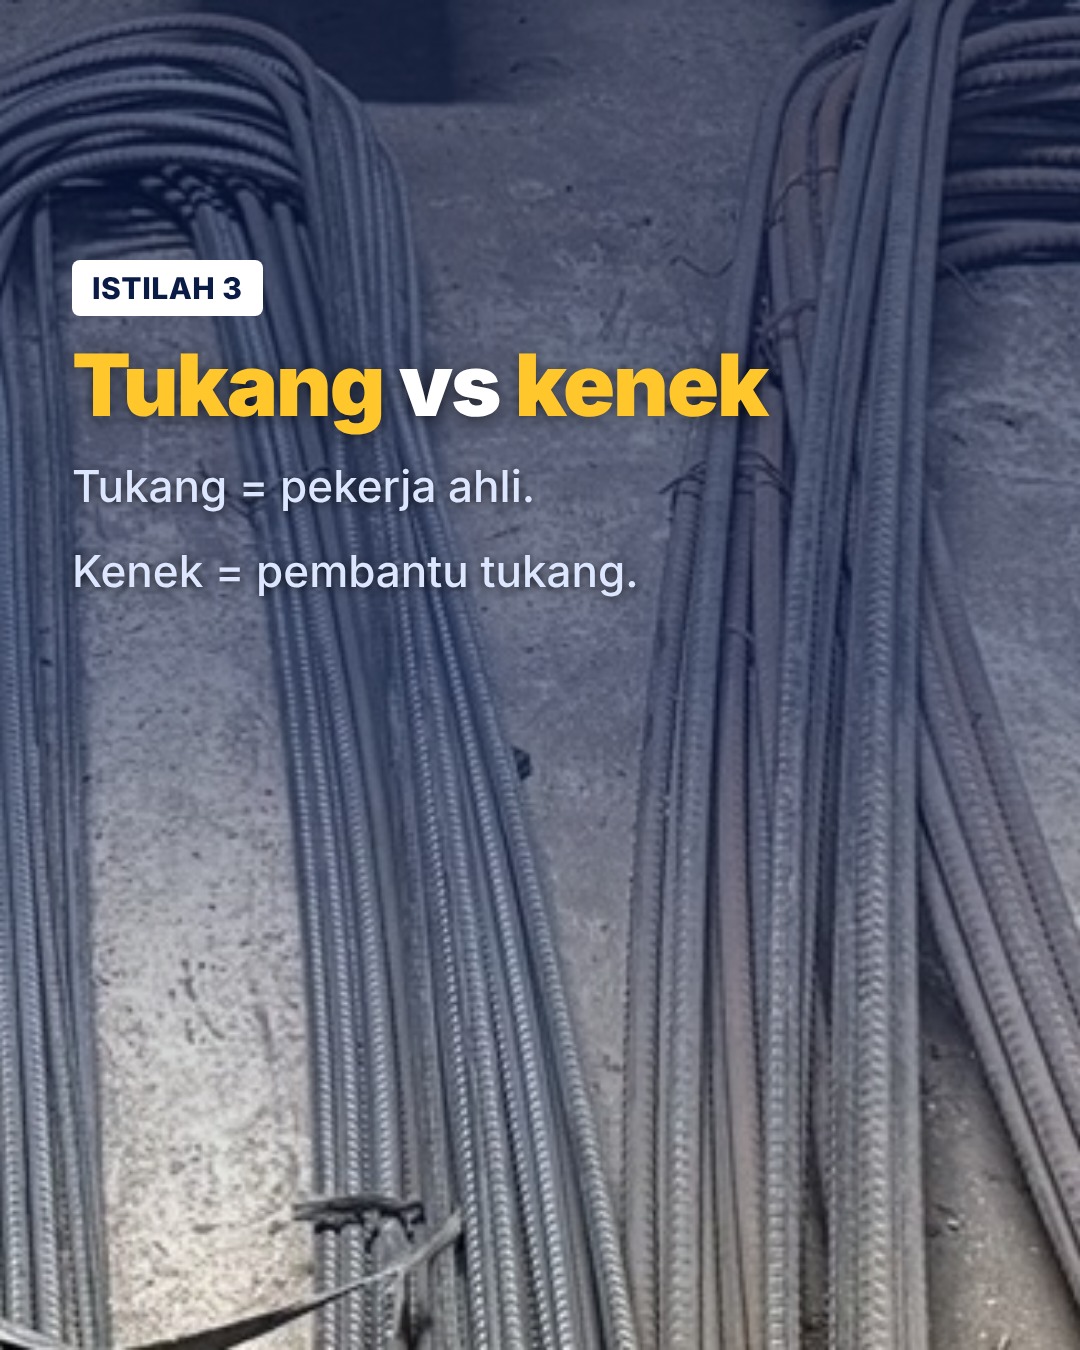 ISTILAH 3
Tukang vs kenek
Tukang = pekerja ahli.
Kenek = pembantu tukang.